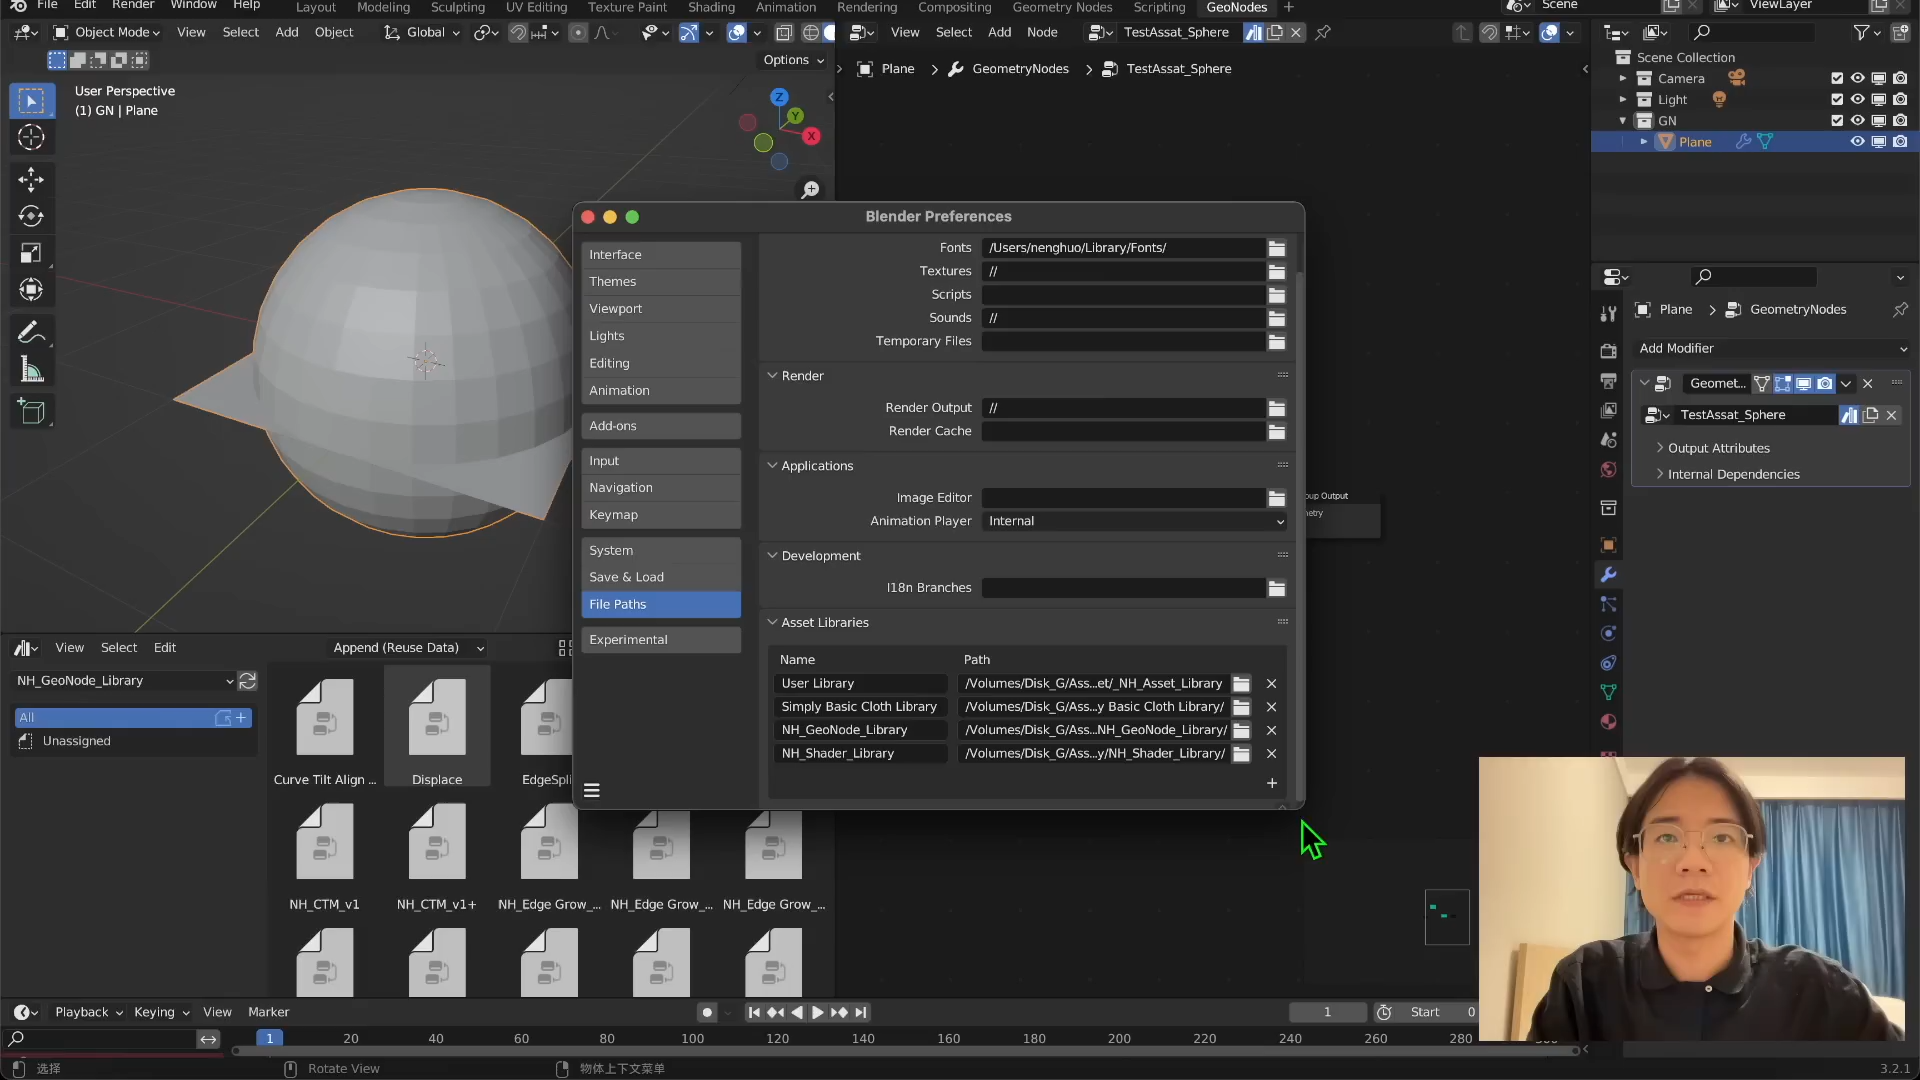 File Edit Render Window Help Layout Modeling Sculpting UV Editing Texture Paint Shading Animation Rendering Compositing Geometry Nodes Scripting GeoNodes Scene ViewLayer
Object Mode View Select Add Object Global
View Select Add Node TestAssat_Sphere
Options
Plane GeometryNodes TestAssat_Sphere
User Perspective
(1) GN | Plane
Z
Y
X
Scene Collection
Camera
Light
GN
Plane
Blender Preferences
Interface
Themes
Viewport
Lights
Editing
Animation
Add-ons
Input
Navigation
Keymap
System
Save & Load
File Paths
Experimental
Fonts /Users/nenghuo/Library/Fonts/
Textures //
Scripts
Sounds //
Temporary Files
Render
Render Output //
Render Cache
Applications
Image Editor
Animation Player Internal
Development
I18n Branches
Asset Libraries
Name Path
User Library /Volumes/Disk_G/Ass...et/_NH_Asset_Library
Simply Basic Cloth Library /Volumes/Disk_G/Ass...y Basic Cloth Library/
NH_GeoNode_Library /Volumes/Disk_G/Ass...NH_GeoNode_Library/
NH_Shader_Library /Volumes/Disk_G/Ass...y/NH_Shader_Library/
Plane GeometryNodes
Add Modifier
Geomet...
TestAssat_Sphere
Output Attributes
Internal Dependencies
View Select Edit Append (Reuse Data)
NH_GeoNode_Library
All
Unassigned
Curve Tilt Align ... Displace EdgeSpli
NH_CTM_v1 NH_CTM_v1+ NH_Edge Grow_... NH_Edge Grow_... NH_Edge Grow_...
Playback Keying View Marker 1 Start 0
1 20 40 60 80 100 120 140 160 180 200 220 240 260 280
选择 Rotate View 物体上下文菜单 3.2.1